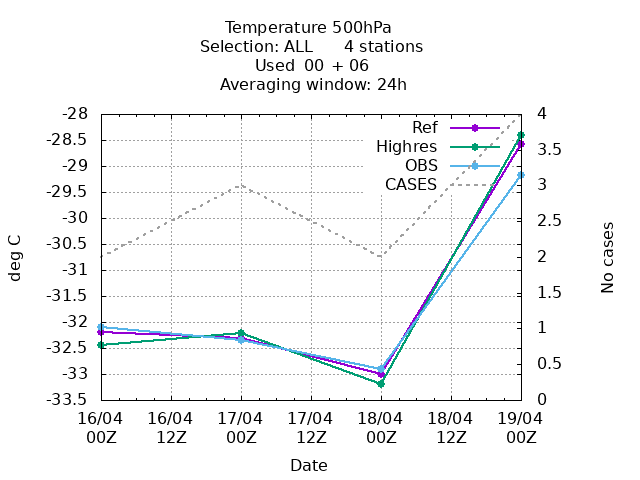 Temperature 500hPa
Selection: ALL      4 stations
Used  00 + 06
Averaging window: 24h
Ref
Highres
OBS
CASES
-28
-28.5
-29
-29.5
-30
-30.5
-31
-31.5
-32
-32.5
-33
-33.5
4
3.5
3
2.5
2
1.5
1
0.5
0
deg C
No cases
16/04 16/04 17/04 17/04 18/04 18/04 19/04
00Z 12Z 00Z 12Z 00Z 12Z 00Z
Date